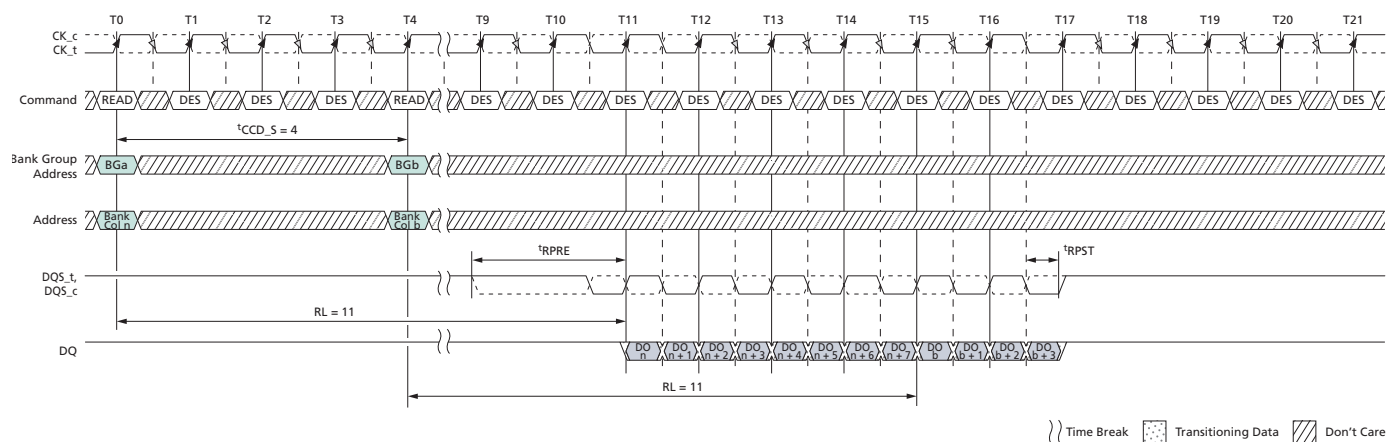 T0 T1 T2 T3 T4 T9 T10 T11 T12 T13 T14 T15 T16 T17 T18 T19 T20 T21
CK_c
CK_t
Command READ DES DES DES READ DES DES DES DES DES DES DES DES DES DES DES DES DES
tCCD_S = 4
Bank Group
Address
BGa BGb
Address
Bank
Col n
Bank
Col b
tRPRE tRPST
DQS_t,
DQS_c
RL = 11
DQ
DO
n
DO
n + 1
DO
n + 2
DO
n + 3
DO
n + 4
DO
n + 5
DO
n + 6
DO
n + 7
DO
b
DO
b + 1
DO
b + 2
DO
b + 3
RL = 11
Time Break Transitioning Data Don't Care